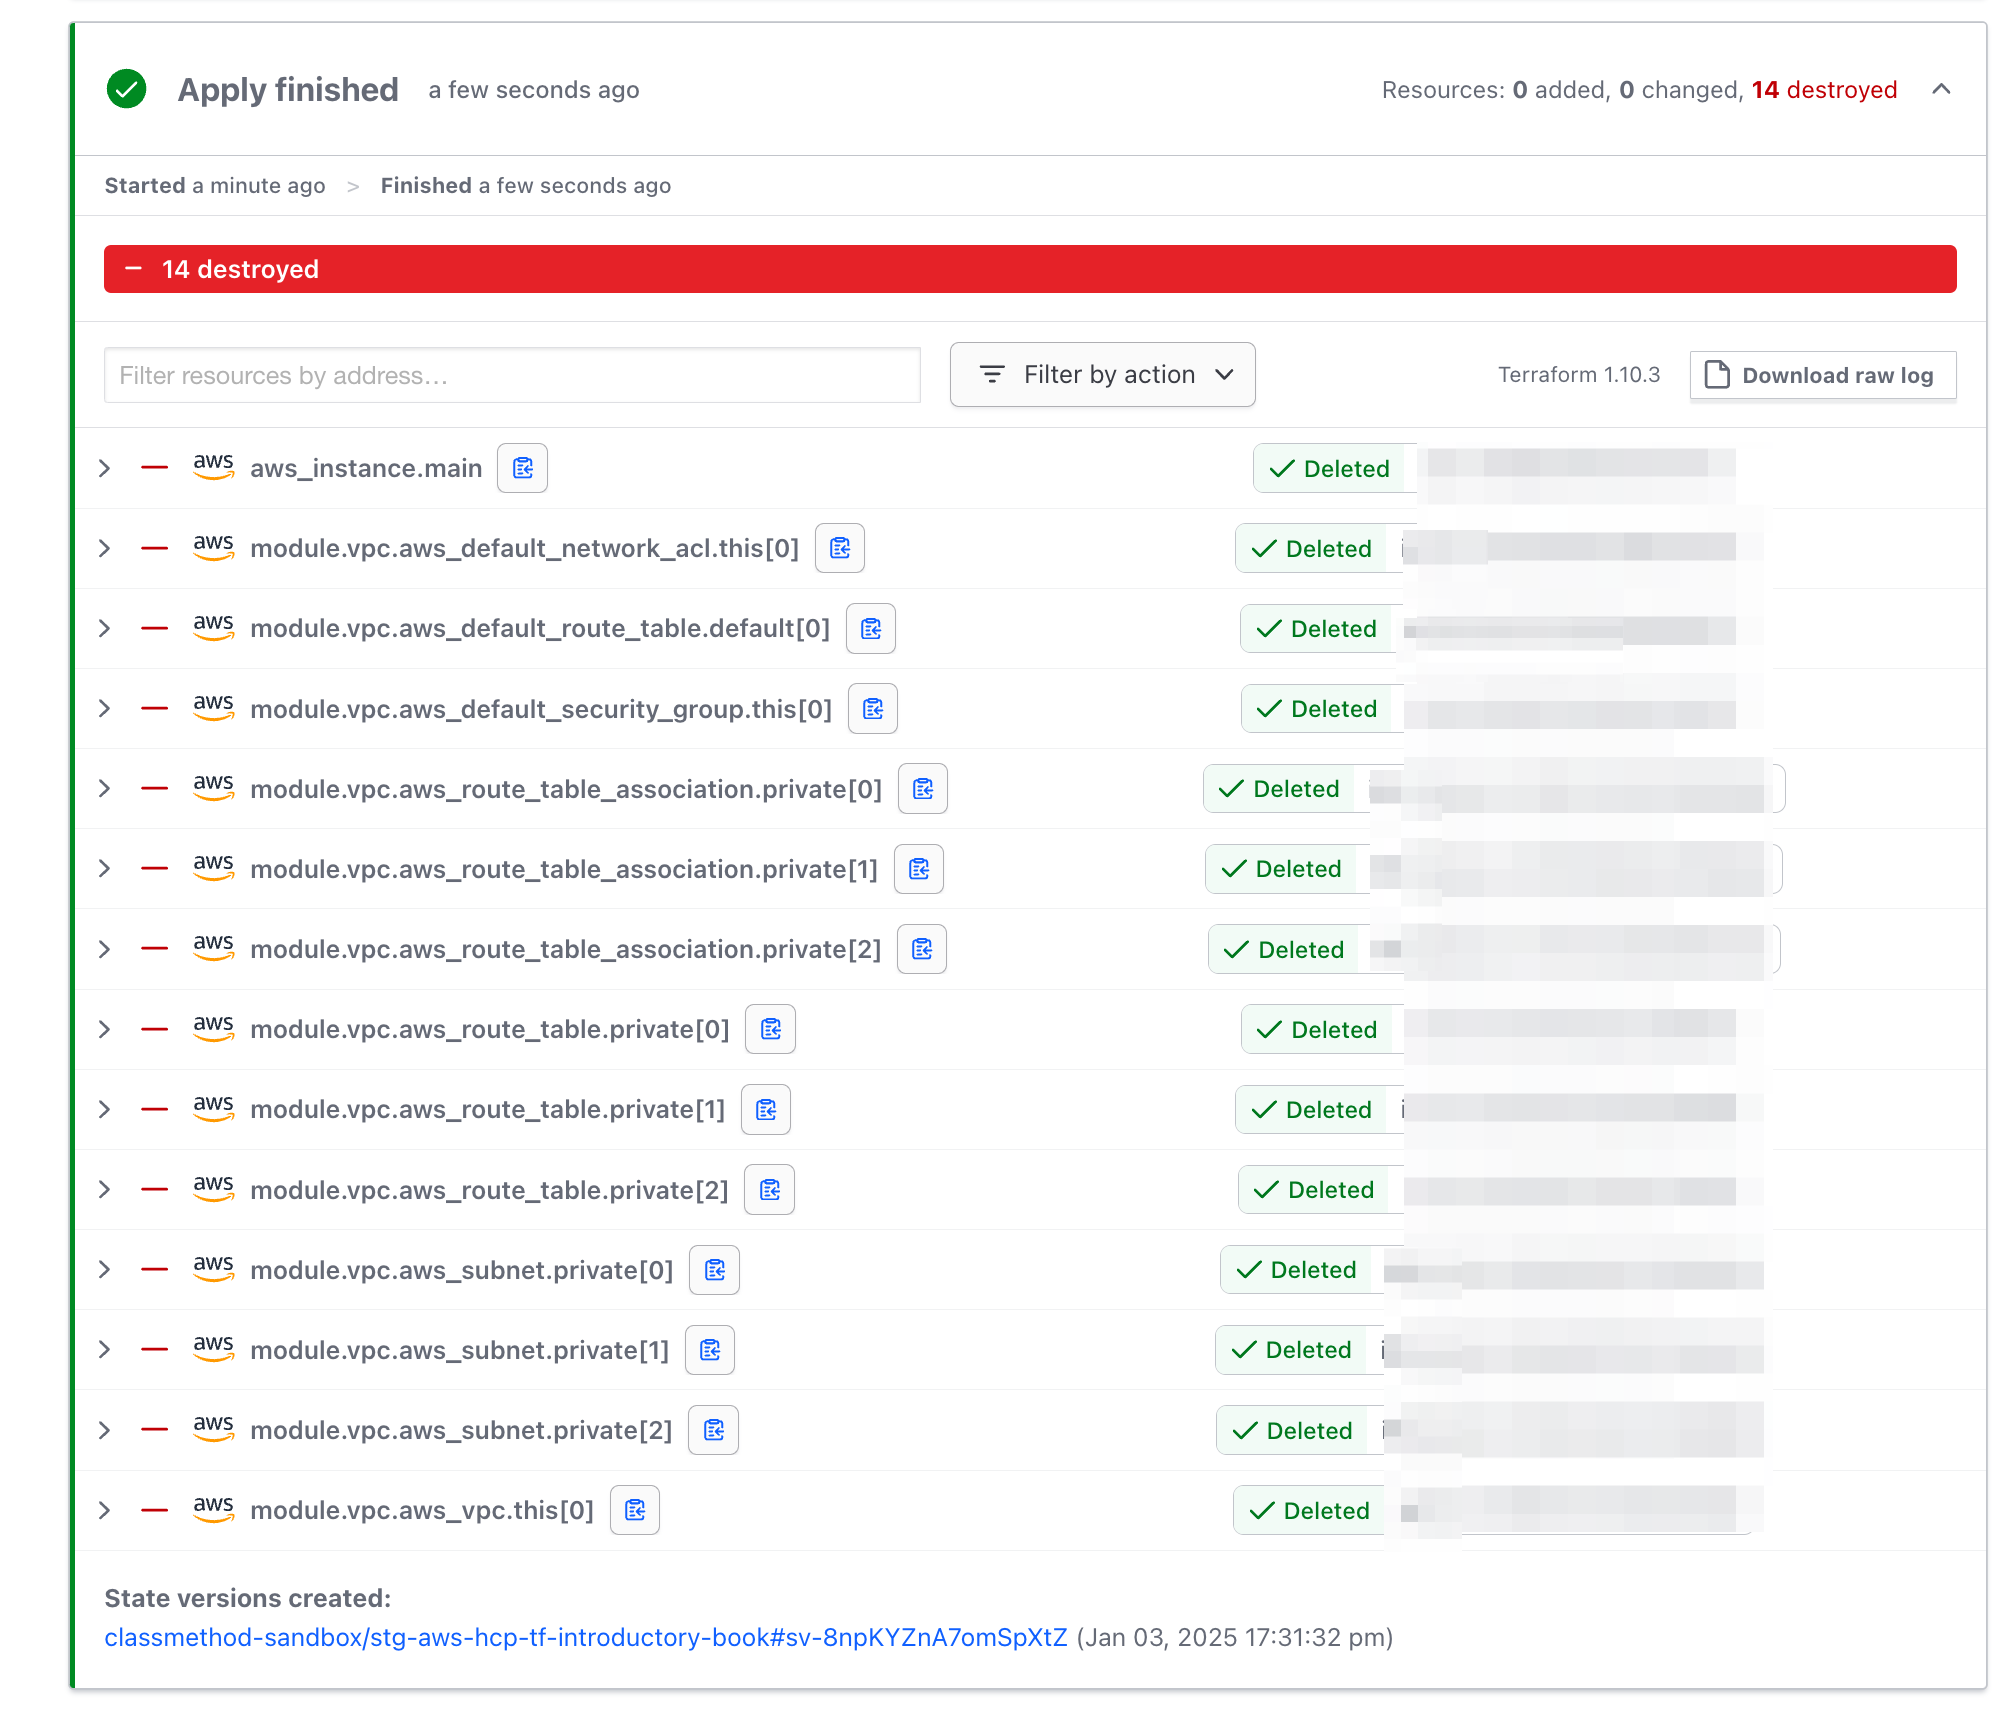 Apply finished a few seconds ago Resources: 0 added, 0 changed, 14 destroyed
Started a minute ago > Finished a few seconds ago
14 destroyed
Filter resources by address... Filter by action Terraform 1.10.3 Download raw log
aws aws_instance.main Deleted
aws module.vpc.aws_default_network_acl.this[0] Deleted
aws module.vpc.aws_default_route_table.default[0] Deleted
aws module.vpc.aws_default_security_group.this[0] Deleted
aws module.vpc.aws_route_table_association.private[0] Deleted
aws module.vpc.aws_route_table_association.private[1] Deleted
aws module.vpc.aws_route_table_association.private[2] Deleted
aws module.vpc.aws_route_table.private[0] Deleted
aws module.vpc.aws_route_table.private[1] Deleted
aws module.vpc.aws_route_table.private[2] Deleted
aws module.vpc.aws_subnet.private[0] Deleted
aws module.vpc.aws_subnet.private[1] Deleted
aws module.vpc.aws_subnet.private[2] Deleted
aws module.vpc.aws_vpc.this[0] Deleted
State versions created:
classmethod-sandbox/stg-aws-hcp-tf-introductory-book#sv-8npKYZnA7omSpXtZ (Jan 03, 2025 17:31:32 pm)